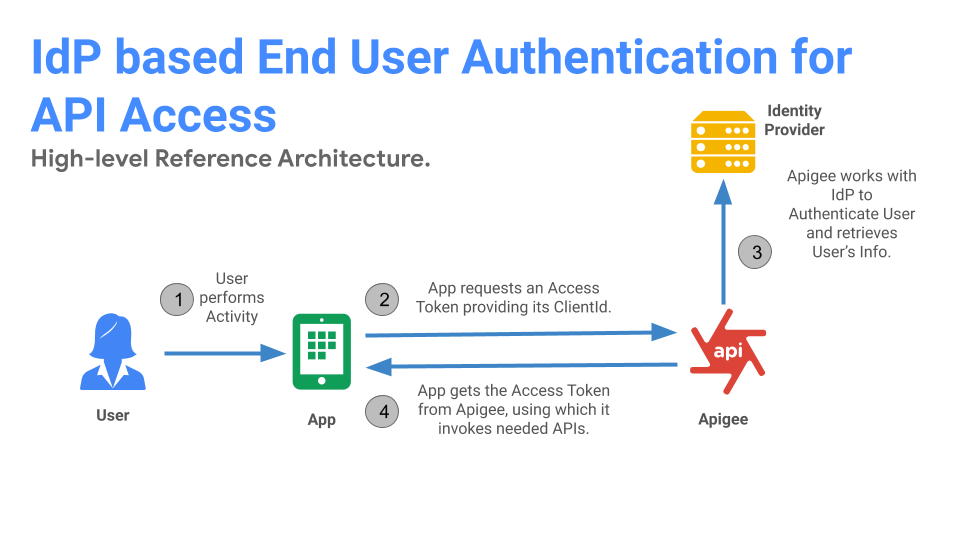 IdP based End User Authentication for
API Access
High-level Reference Architecture.
Identity
Provider
Apigee works with
IdP to
Authenticate User
and retrieves
User's Info.
3
1
User
performs
Activity
2
App requests an Access
Token providing its ClientId.
api
4
App gets the Access Token
from Apigee, using which it
invokes needed APIs.
User
App
Apigee